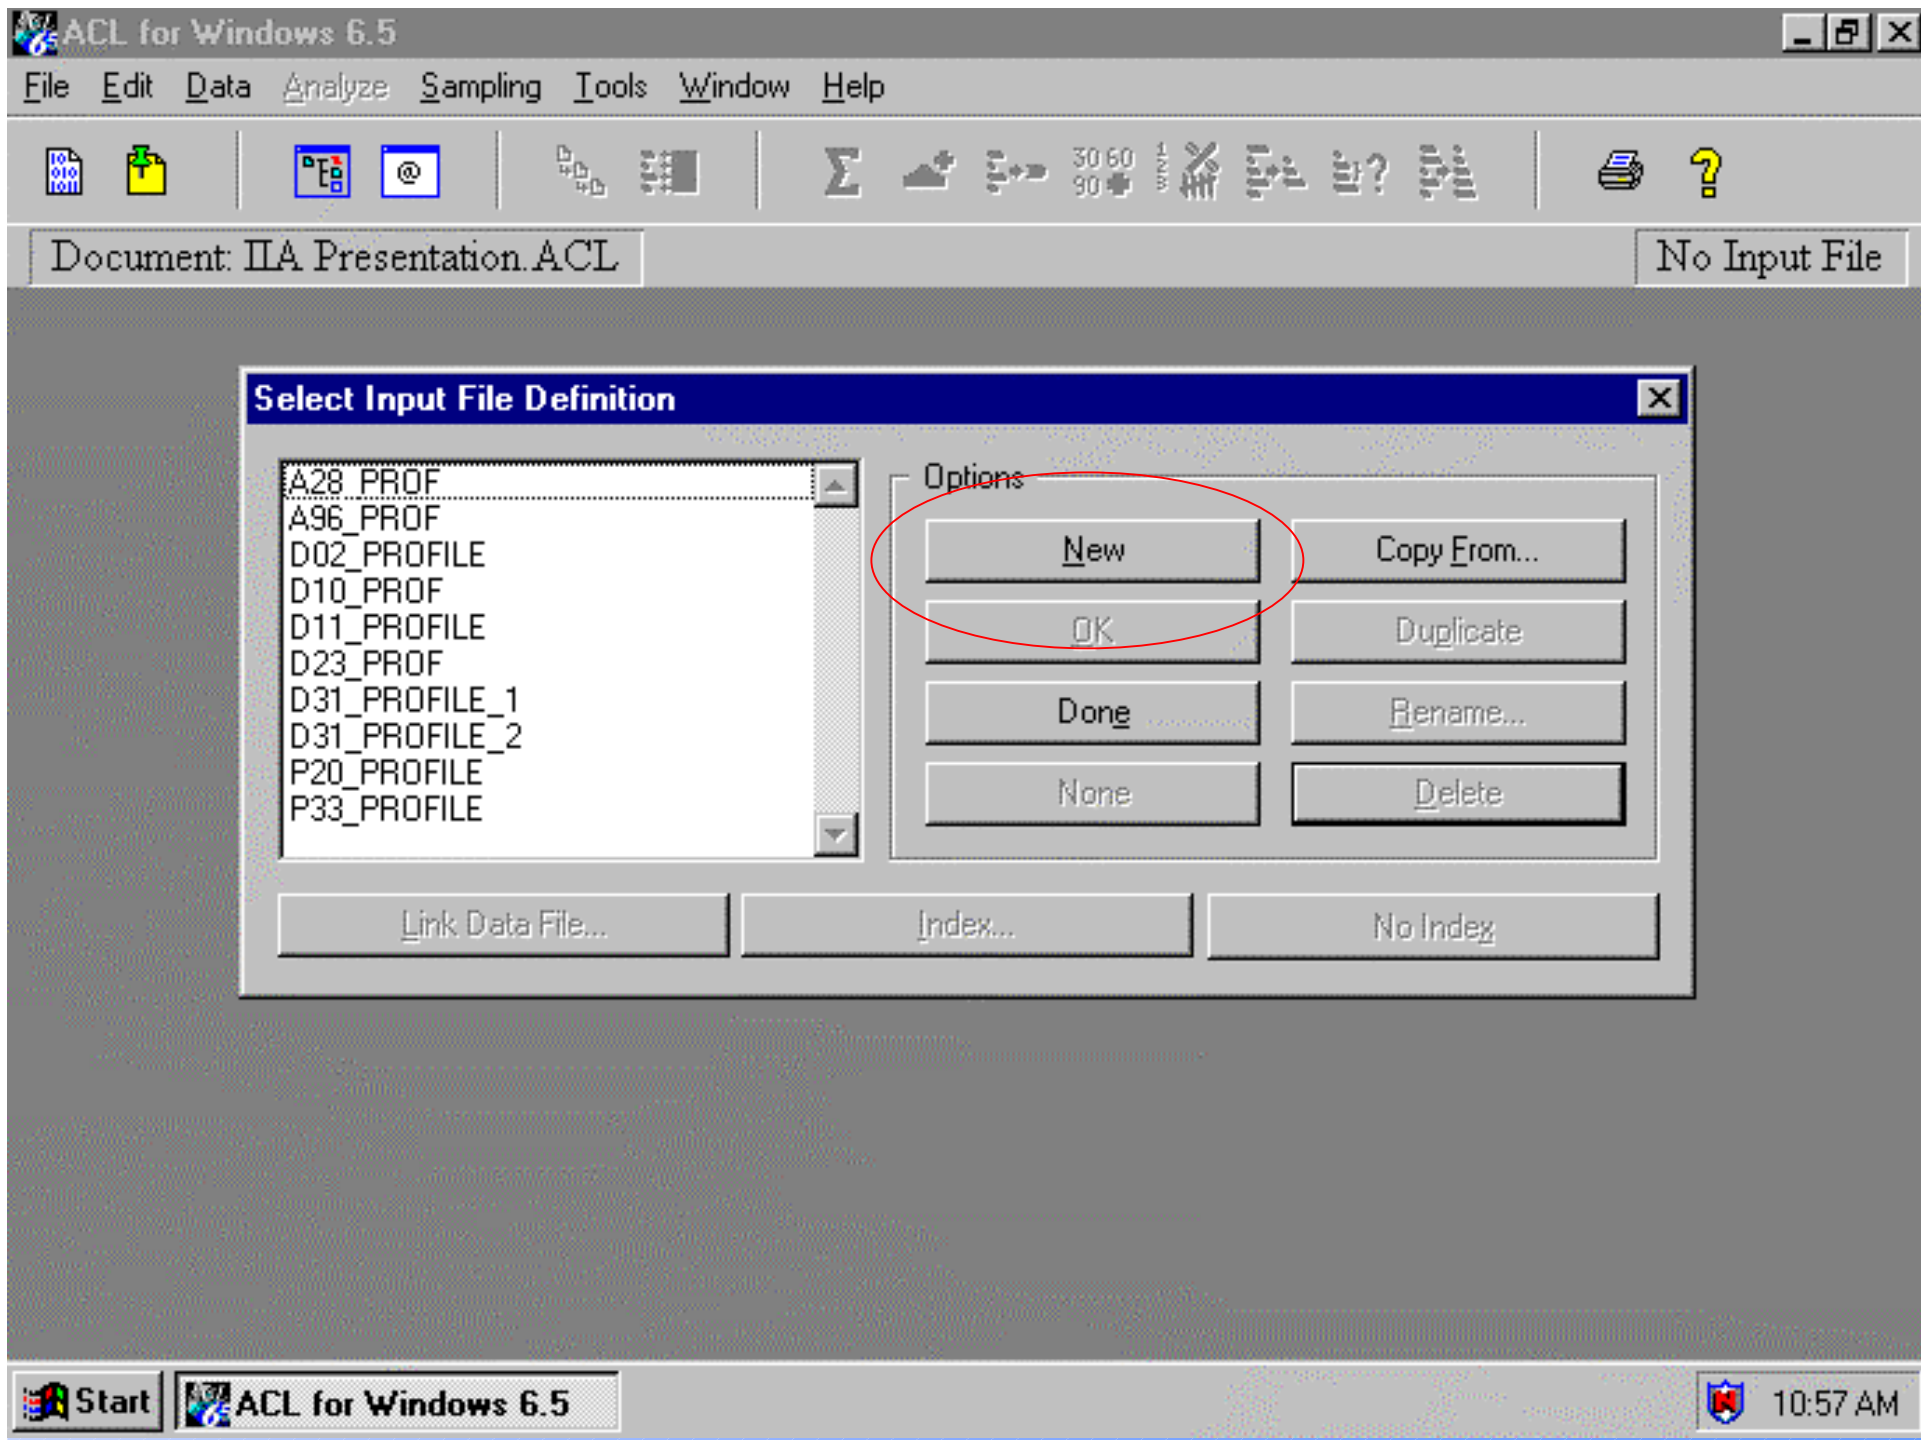 ACL for Windows 6.5
File Edit Data Analyze Sampling Tools Window Help
@ 30 60 90 1 2 3 ? ?
Document: IIA Presentation.ACL No Input File
Select Input File Definition
A28_PROF
A96_PROF
D02_PROFILE
D10_PROF
D11_PROFILE
D23_PROF
D31_PROFILE_1
D31_PROFILE_2
P20_PROFILE
P33_PROFILE
Options
New Copy From...
OK Duplicate
Done Rename...
None Delete
Link Data File... Index... No Index
Start ACL for Windows 6.5 10:57 AM